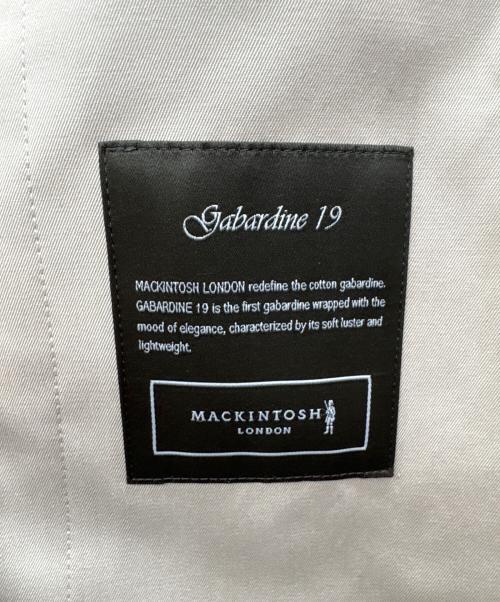 Gabardine 19
MACKINTOSH LONDON redefine the cotton gabardine.
GABARDINE 19 is the first gabardine wrapped with the
mood of elegance, characterized by its soft luster and
lightweight.
MACKINTOSH
LONDON